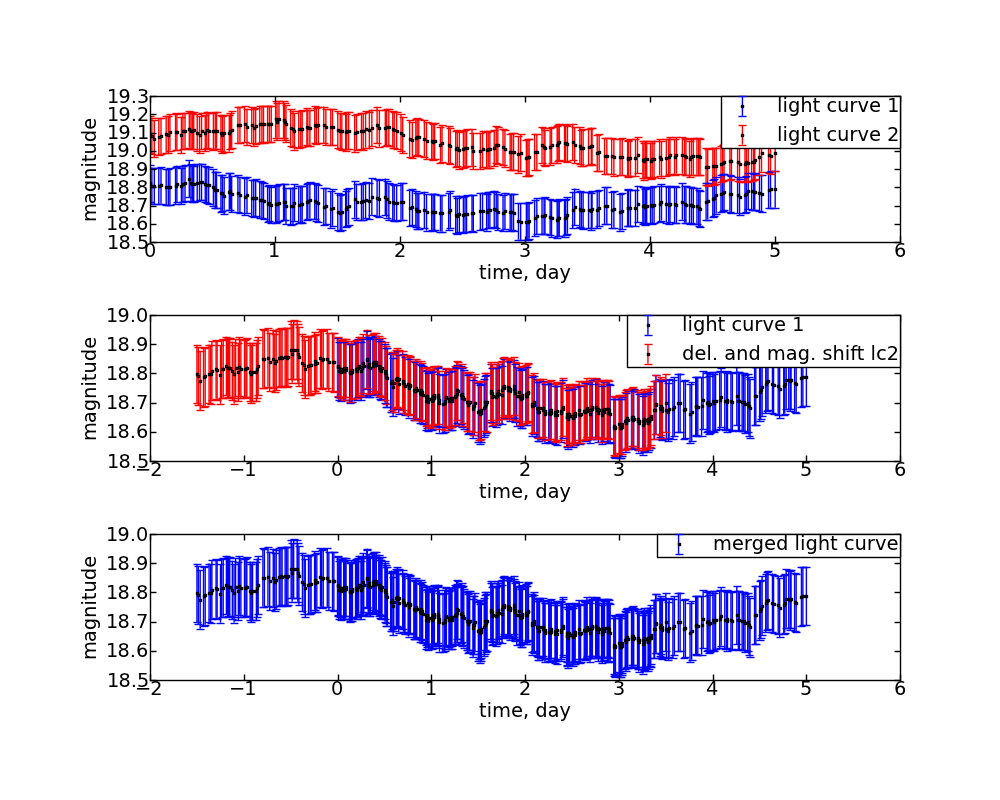 19.3
19.2
19.1
19.0
18.9
18.8
18.7
18.6
18.5
magnitude
light curve 1
light curve 2
0 1 2 3 4 5 6
time, day
19.0
18.9
18.8
18.7
18.6
18.5
magnitude
light curve 1
del. and mag. shift lc2
−2 −1 0 1 2 3 4 5 6
time, day
19.0
18.9
18.8
18.7
18.6
18.5
magnitude
merged light curve
−2 −1 0 1 2 3 4 5 6
time, day